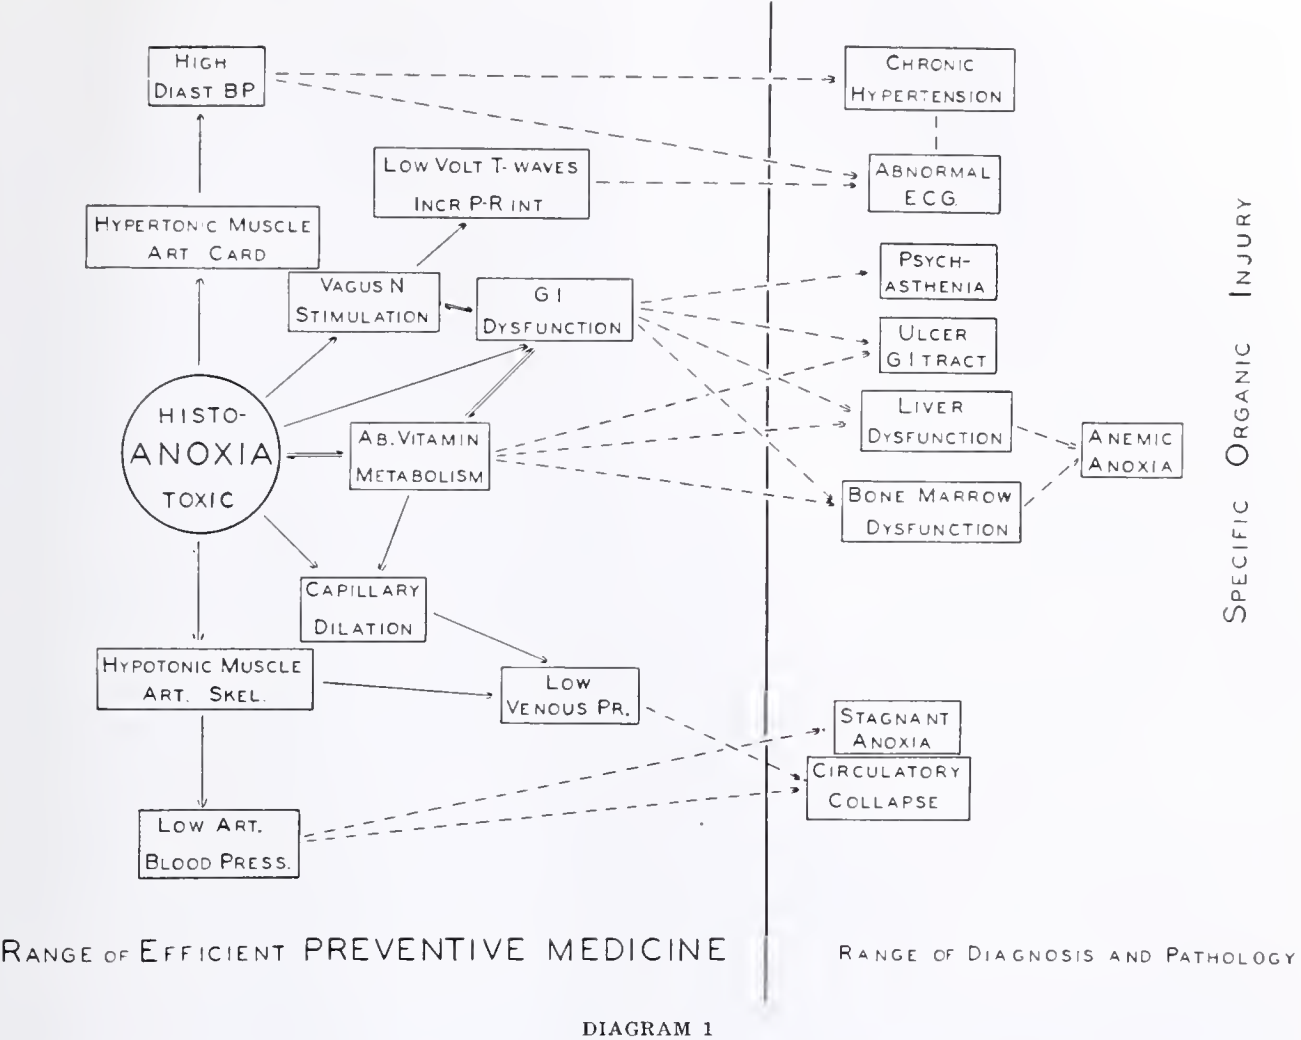 HIGH
DIAST BP
CHRONIC
HYPERTENSION
LOW VOLT T-WAVES
INCR P-R INT
ABNORMAL
ECG.
HYPERTONIC MUSCLE
ART CARD
VAGUS N
STIMULATION
GI
DYSFUNCTION
PSYCH-
ASTHENIA
ULCER
GI TRACT
HISTO-
ANOXIA
TOXIC
AB. VITAMIN
METABOLISM
LIVER
DYSFUNCTION
ANEMIC
ANOXIA
BONE MARROW
DYSFUNCTION
CAPILLARY
DILATION
HYPOTONIC MUSCLE
ART. SKEL.
LOW
VENOUS PR.
STAGNANT
ANOXIA
CIRCULATORY
COLLAPSE
LOW ART.
BLOOD PRESS.
SPECIFIC ORGANIC INJURY
RANGE OF EFFICIENT PREVENTIVE MEDICINE
RANGE OF DIAGNOSIS AND PATHOLOGY
DIAGRAM 1